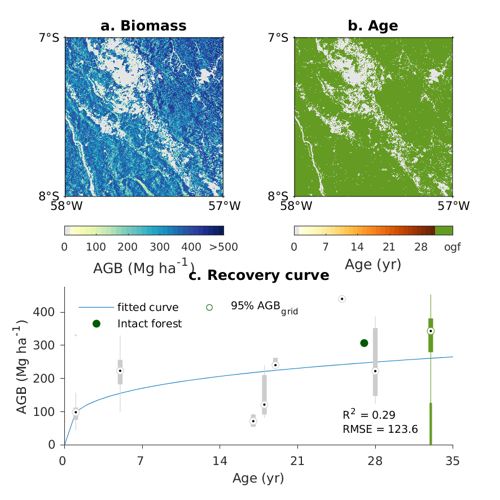 a. Biomass
b. Age
7°S
7°S
8°S
8°S
58°W
57°W
58°W
57°W
0 100 200 300 400 >500
0 7 14 21 28 ogf
AGB (Mg ha⁻¹)
Age (yr)
c. Recovery curve
400
300
200
100
0
AGB (Mg ha⁻¹)
fitted curve
95% AGB_grid
Intact forest
R² = 0.29
RMSE = 123.6
0 7 14 21 28 35
Age (yr)